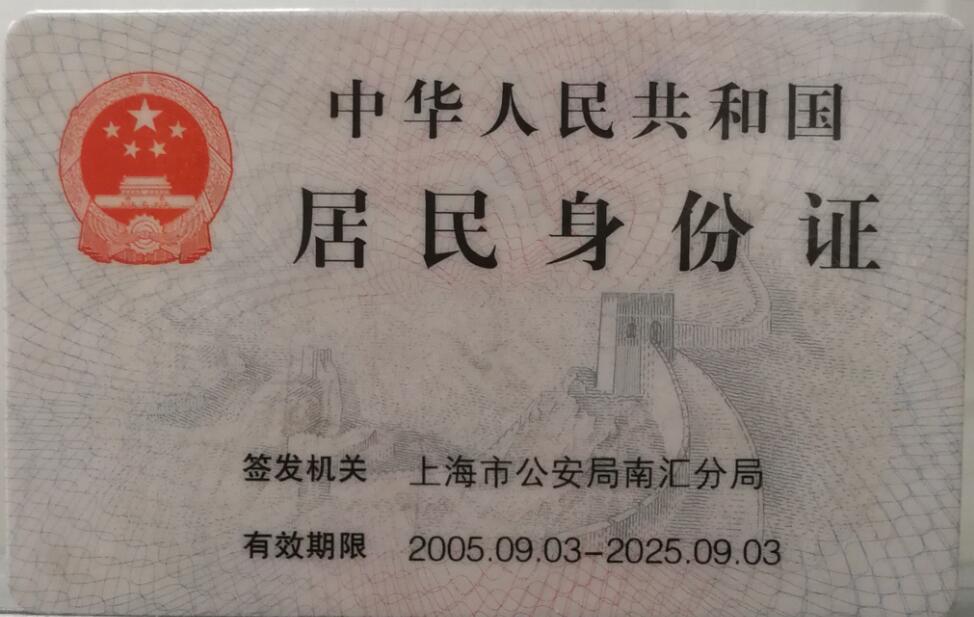 中华人民共和国
居民身份证
签发机关 上海市公安局南汇分局
有效期限 2005.09.03-2025.09.03